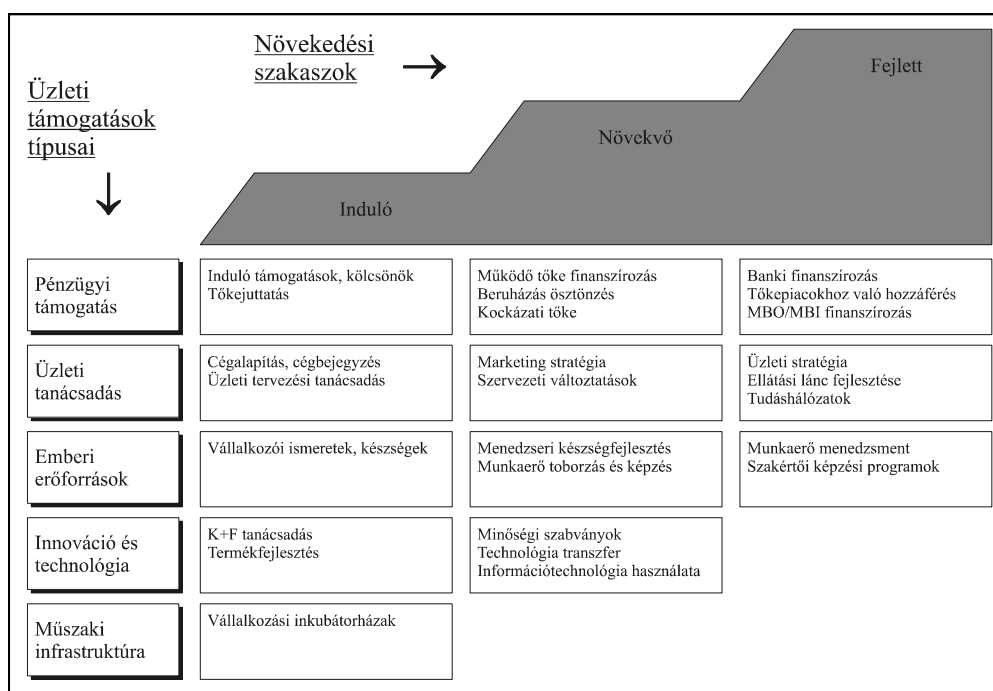 Növekedési
szakaszok
Üzleti
támogatások
típusai
Fejlett
Növekvő
Induló
Pénzügyi
támogatás
Induló támogatások, kölcsönök
Tőkejuttatás
Működő tőke finanszírozás
Beruházás ösztönzés
Kockázati tőke
Banki finanszírozás
Tőkepiacokhoz való hozzáférés
MBO/MBI finanszírozás
Üzleti
tanácsadás
Cégalapítás, cégbejegyzés
Üzleti tervezési tanácsadás
Marketing stratégia
Szervezeti változtatások
Üzleti stratégia
Ellátási lánc fejlesztése
Tudáshálózatok
Emberi
erőforrások
Vállalkozói ismeretek, készségek
Menedzseri készségfejlesztés
Munkaerő toborzás és képzés
Munkaerő menedzsment
Szakértői képzési programok
Innováció és
technológia
K+F tanácsadás
Termékfejlesztés
Minőségi szabványok
Technológia transzfer
Információtechnológia használata
Műszaki
infrastruktúra
Vállalkozási inkubátorházak